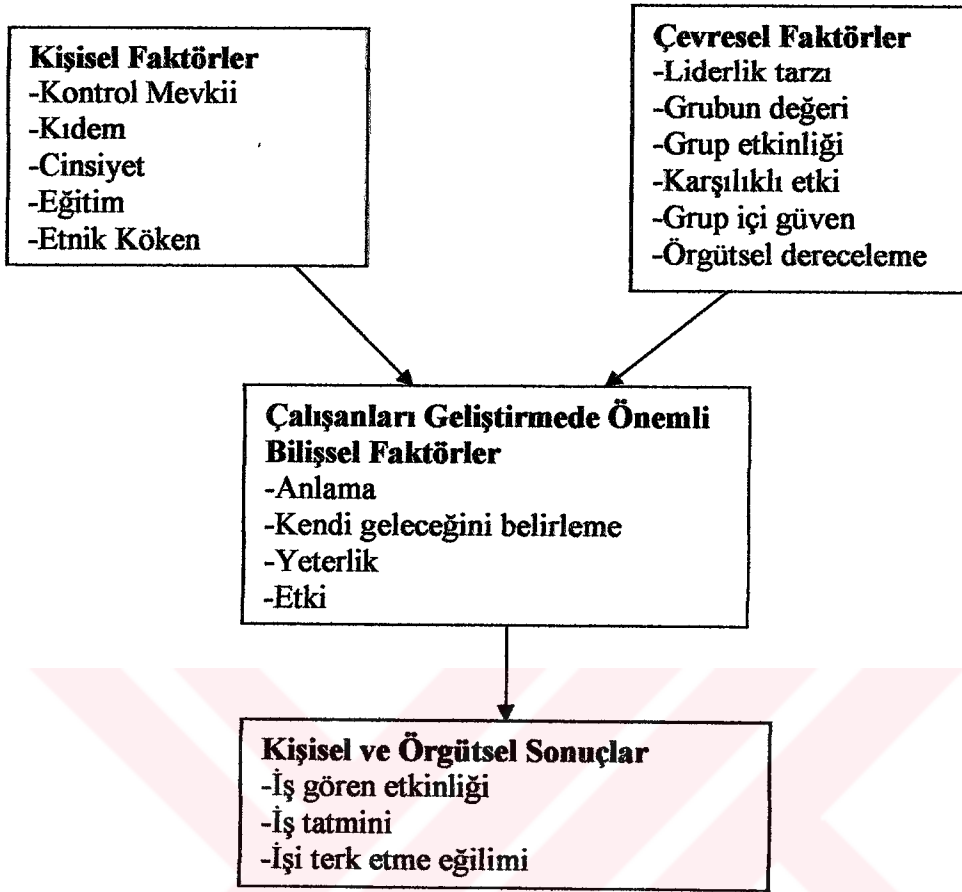 Kişisel Faktörler
-Kontrol Mevkii
-Kıdem
-Cinsiyet
-Eğitim
-Etnik Köken
Çevresel Faktörler
-Liderlik tarzı
-Grubun değeri
-Grup etkinliği
-Karşılıklı etki
-Grup içi güven
-Örgütsel dereceleme
Çalışanları Geliştirmede Önemli
Bilişsel Faktörler
-Anlama
-Kendi geleceğini belirleme
-Yeterlik
-Etki
Kişisel ve Örgütsel Sonuçlar
-İş gören etkinliği
-İş tatmini
-İşi terk etme eğilimi